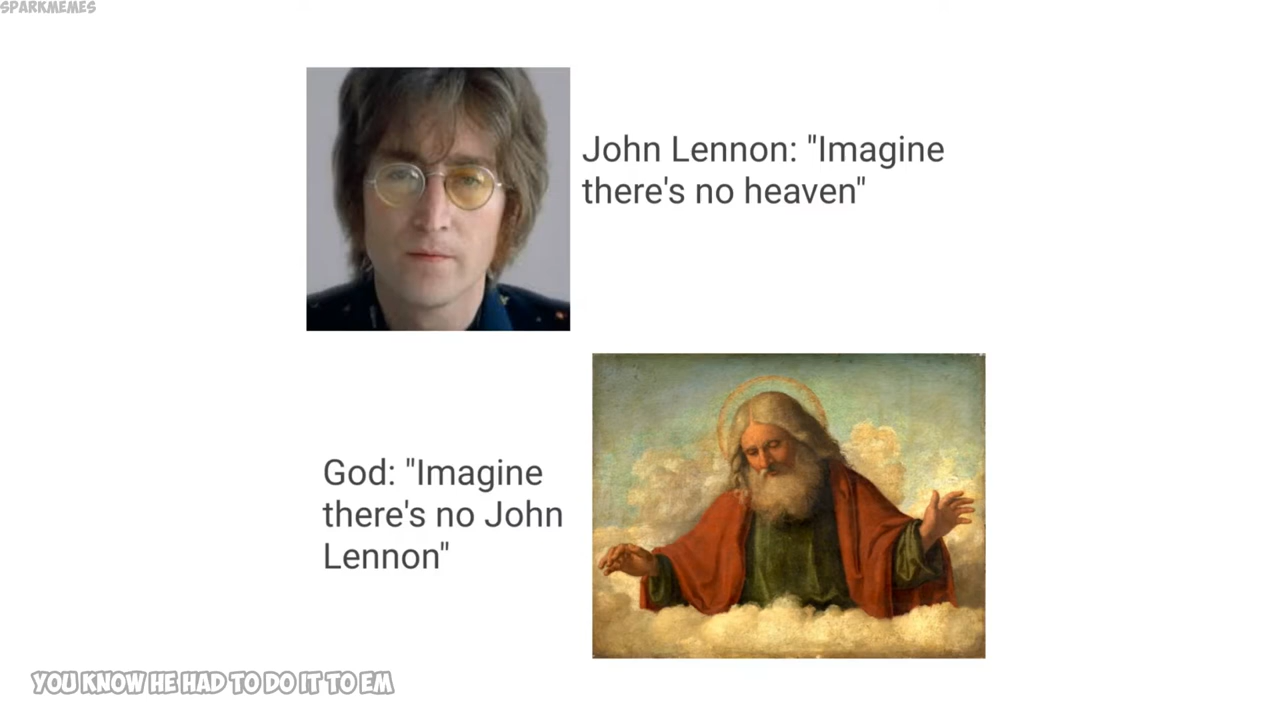 SPARKMEMES
John Lennon: "Imagine
there's no heaven"
God: "Imagine
there's no John
Lennon"
YOU KNOW HE HAD TO DO IT TO EM